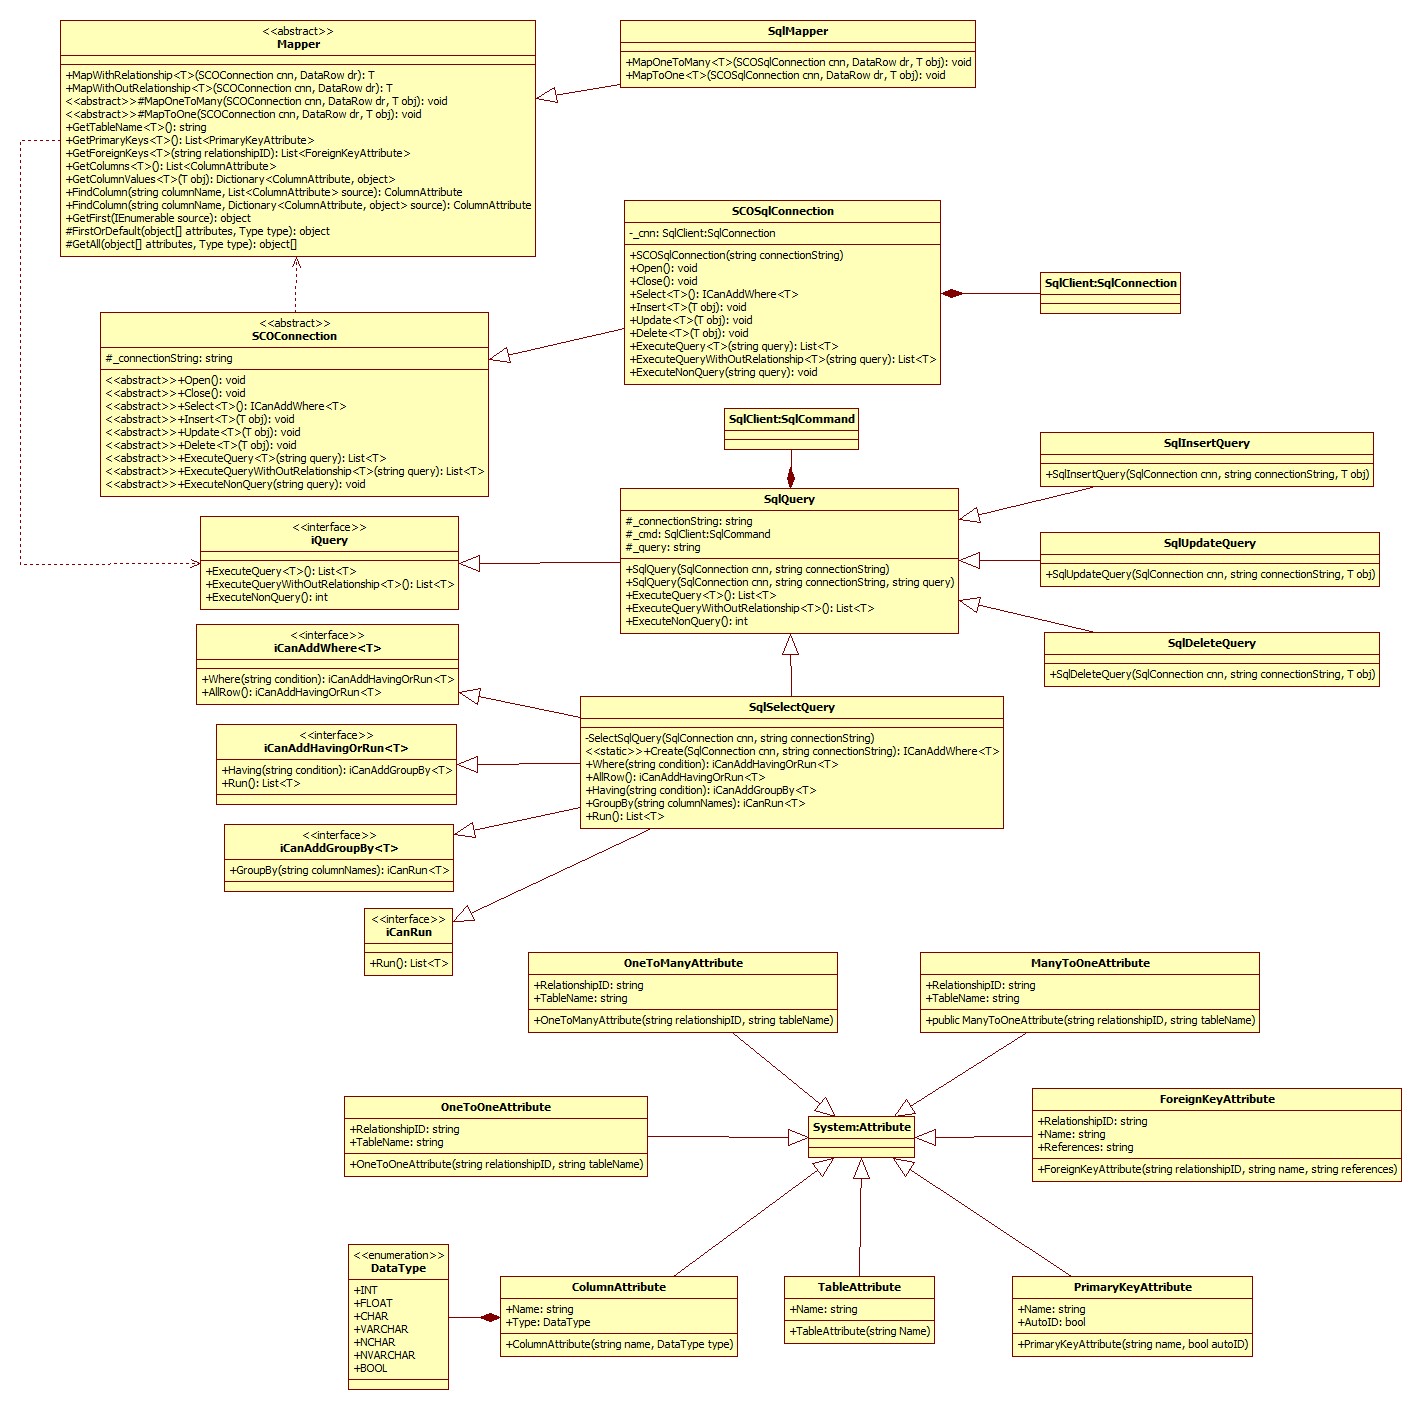 <<abstract>>
Mapper
+MapWithRelationship<T>(SCOConnection cnn, DataRow dr): T
+MapWithOutRelationship<T>(SCOConnection cnn, DataRow dr): T
<<abstract>>#MapOneToMany(SCOConnection cnn, DataRow dr, T obj): void
<<abstract>>#MapToOne(SCOConnection cnn, DataRow dr, T obj): void
+GetTableName<T>(): string
+GetPrimaryKeys<T>(): List<PrimaryKeyAttribute>
+GetForeignKeys<T>(string relationshipID): List<ForeignKeyAttribute>
+GetColumns<T>(): List<ColumnAttribute>
+GetColumnValues<T>(T obj): Dictionary<ColumnAttribute, object>
+FindColumn(string columnName, List<ColumnAttribute> source): ColumnAttribute
+FindColumn(string columnName, Dictionary<ColumnAttribute, object> source): ColumnAttribute
+GetFirst(IEnumerable source): object
#FirstOrDefault(object[] attributes, Type type): object
#GetAll(object[] attributes, Type type): object[]
SqlMapper
+MapOneToMany<T>(SCOSqlConnection cnn, DataRow dr, T obj): void
+MapToOne<T>(SCOSqlConnection cnn, DataRow dr, T obj): void
SCOSqlConnection
-_cnn: SqlClient:SqlConnection
+SCOSqlConnection(string connectionString)
+Open(): void
+Close(): void
+Select<T>(): ICanAddWhere<T>
+Insert<T>(T obj): void
+Update<T>(T obj): void
+Delete<T>(T obj): void
+ExecuteQuery<T>(string query): List<T>
+ExecuteQueryWithOutRelationship<T>(string query): List<T>
+ExecuteNonQuery(string query): void
SqlClient:SqlConnection
<<abstract>>
SCOConnection
#_connectionString: string
<<abstract>>+Open(): void
<<abstract>>+Close(): void
<<abstract>>+Select<T>(): ICanAddWhere<T>
<<abstract>>+Insert<T>(T obj): void
<<abstract>>+Update<T>(T obj): void
<<abstract>>+Delete<T>(T obj): void
<<abstract>>+ExecuteQuery<T>(string query): List<T>
<<abstract>>+ExecuteQueryWithOutRelationship<T>(string query): List<T>
<<abstract>>+ExecuteNonQuery(string query): void
SqlClient:SqlCommand
SqlInsertQuery
+SqlInsertQuery(SqlConnection cnn, string connectionString, T obj)
SqlQuery
#_connectionString: string
#_cmd: SqlClient:SqlCommand
#_query: string
+SqlQuery(SqlConnection cnn, string connectionString)
+SqlQuery(SqlConnection cnn, string connectionString, string query)
+ExecuteQuery<T>(): List<T>
+ExecuteQueryWithOutRelationship<T>(): List<T>
+ExecuteNonQuery(): int
<<interface>>
iQuery
+ExecuteQuery<T>(): List<T>
+ExecuteQueryWithOutRelationship<T>(): List<T>
+ExecuteNonQuery(): int
SqlUpdateQuery
+SqlUpdateQuery(SqlConnection cnn, string connectionString, T obj)
SqlDeleteQuery
+SqlDeleteQuery(SqlConnection cnn, string connectionString, T obj)
<<interface>>
iCanAddWhere<T>
+Where(string condition): iCanAddHavingOrRun<T>
+AllRow(): iCanAddHavingOrRun<T>
SqlSelectQuery
-SelectSqlQuery(SqlConnection cnn, string connectionString)
<<static>>+Create(SqlConnection cnn, string connectionString): ICanAddWhere<T>
+Where(string condition): iCanAddHavingOrRun<T>
+AllRow(): iCanAddHavingOrRun<T>
+Having(string condition): iCanAddGroupBy<T>
+GroupBy(string columnNames): iCanRun<T>
+Run(): List<T>
<<interface>>
iCanAddHavingOrRun<T>
+Having(string condition): iCanAddGroupBy<T>
+Run(): List<T>
<<interface>>
iCanAddGroupBy<T>
+GroupBy(string columnNames): iCanRun<T>
<<interface>>
iCanRun
+Run(): List<T>
OneToManyAttribute
+RelationshipID: string
+TableName: string
+OneToManyAttribute(string relationshipID, string tableName)
ManyToOneAttribute
+RelationshipID: string
+TableName: string
+public ManyToOneAttribute(string relationshipID, string tableName)
OneToOneAttribute
+RelationshipID: string
+TableName: string
+OneToOneAttribute(string relationshipID, string tableName)
System:Attribute
ForeignKeyAttribute
+RelationshipID: string
+Name: string
+References: string
+ForeignKeyAttribute(string relationshipID, string name, string references)
<<enumeration>>
DataType
+INT
+FLOAT
+CHAR
+VARCHAR
+NCHAR
+NVARCHAR
+BOOL
ColumnAttribute
+Name: string
+Type: DataType
+ColumnAttribute(string name, DataType type)
TableAttribute
+Name: string
+TableAttribute(string Name)
PrimaryKeyAttribute
+Name: string
+AutoID: bool
+PrimaryKeyAttribute(string name, bool autoID)